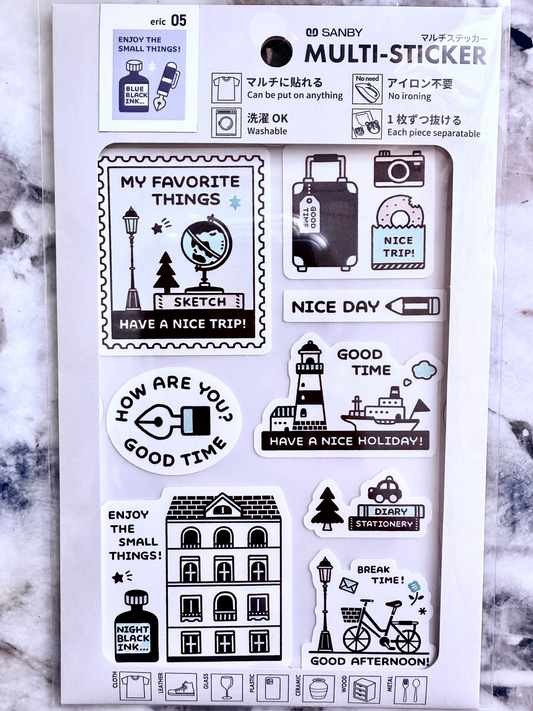 eric 05
ENJOY THE
SMALL THINGS!
BLUE
BLACK
INK...
SANBY
マルチステッカー
MULTI-STICKER
マルチに貼れる
Can be put on anything
No need
アイロン不要
No ironing
洗濯 OK
Washable
1 枚ずつ抜ける
Each piece separatable
MY FAVORITE
THINGS
SKETCH
HAVE A NICE TRIP!
GOOD
TIME
NICE
TRIP!
NICE DAY
GOOD
TIME
HAVE A NICE HOLIDAY!
HOW ARE YOU?
GOOD TIME
DIARY
STATIONERY
ENJOY
THE
SMALL
THINGS!
NIGHT
BLACK
INK...
BREAK
TIME!
GOOD AFTERNOON!
CLOTH
LEATHER
GLASS
PLASTIC
CERAMIC
WOOD
METAL